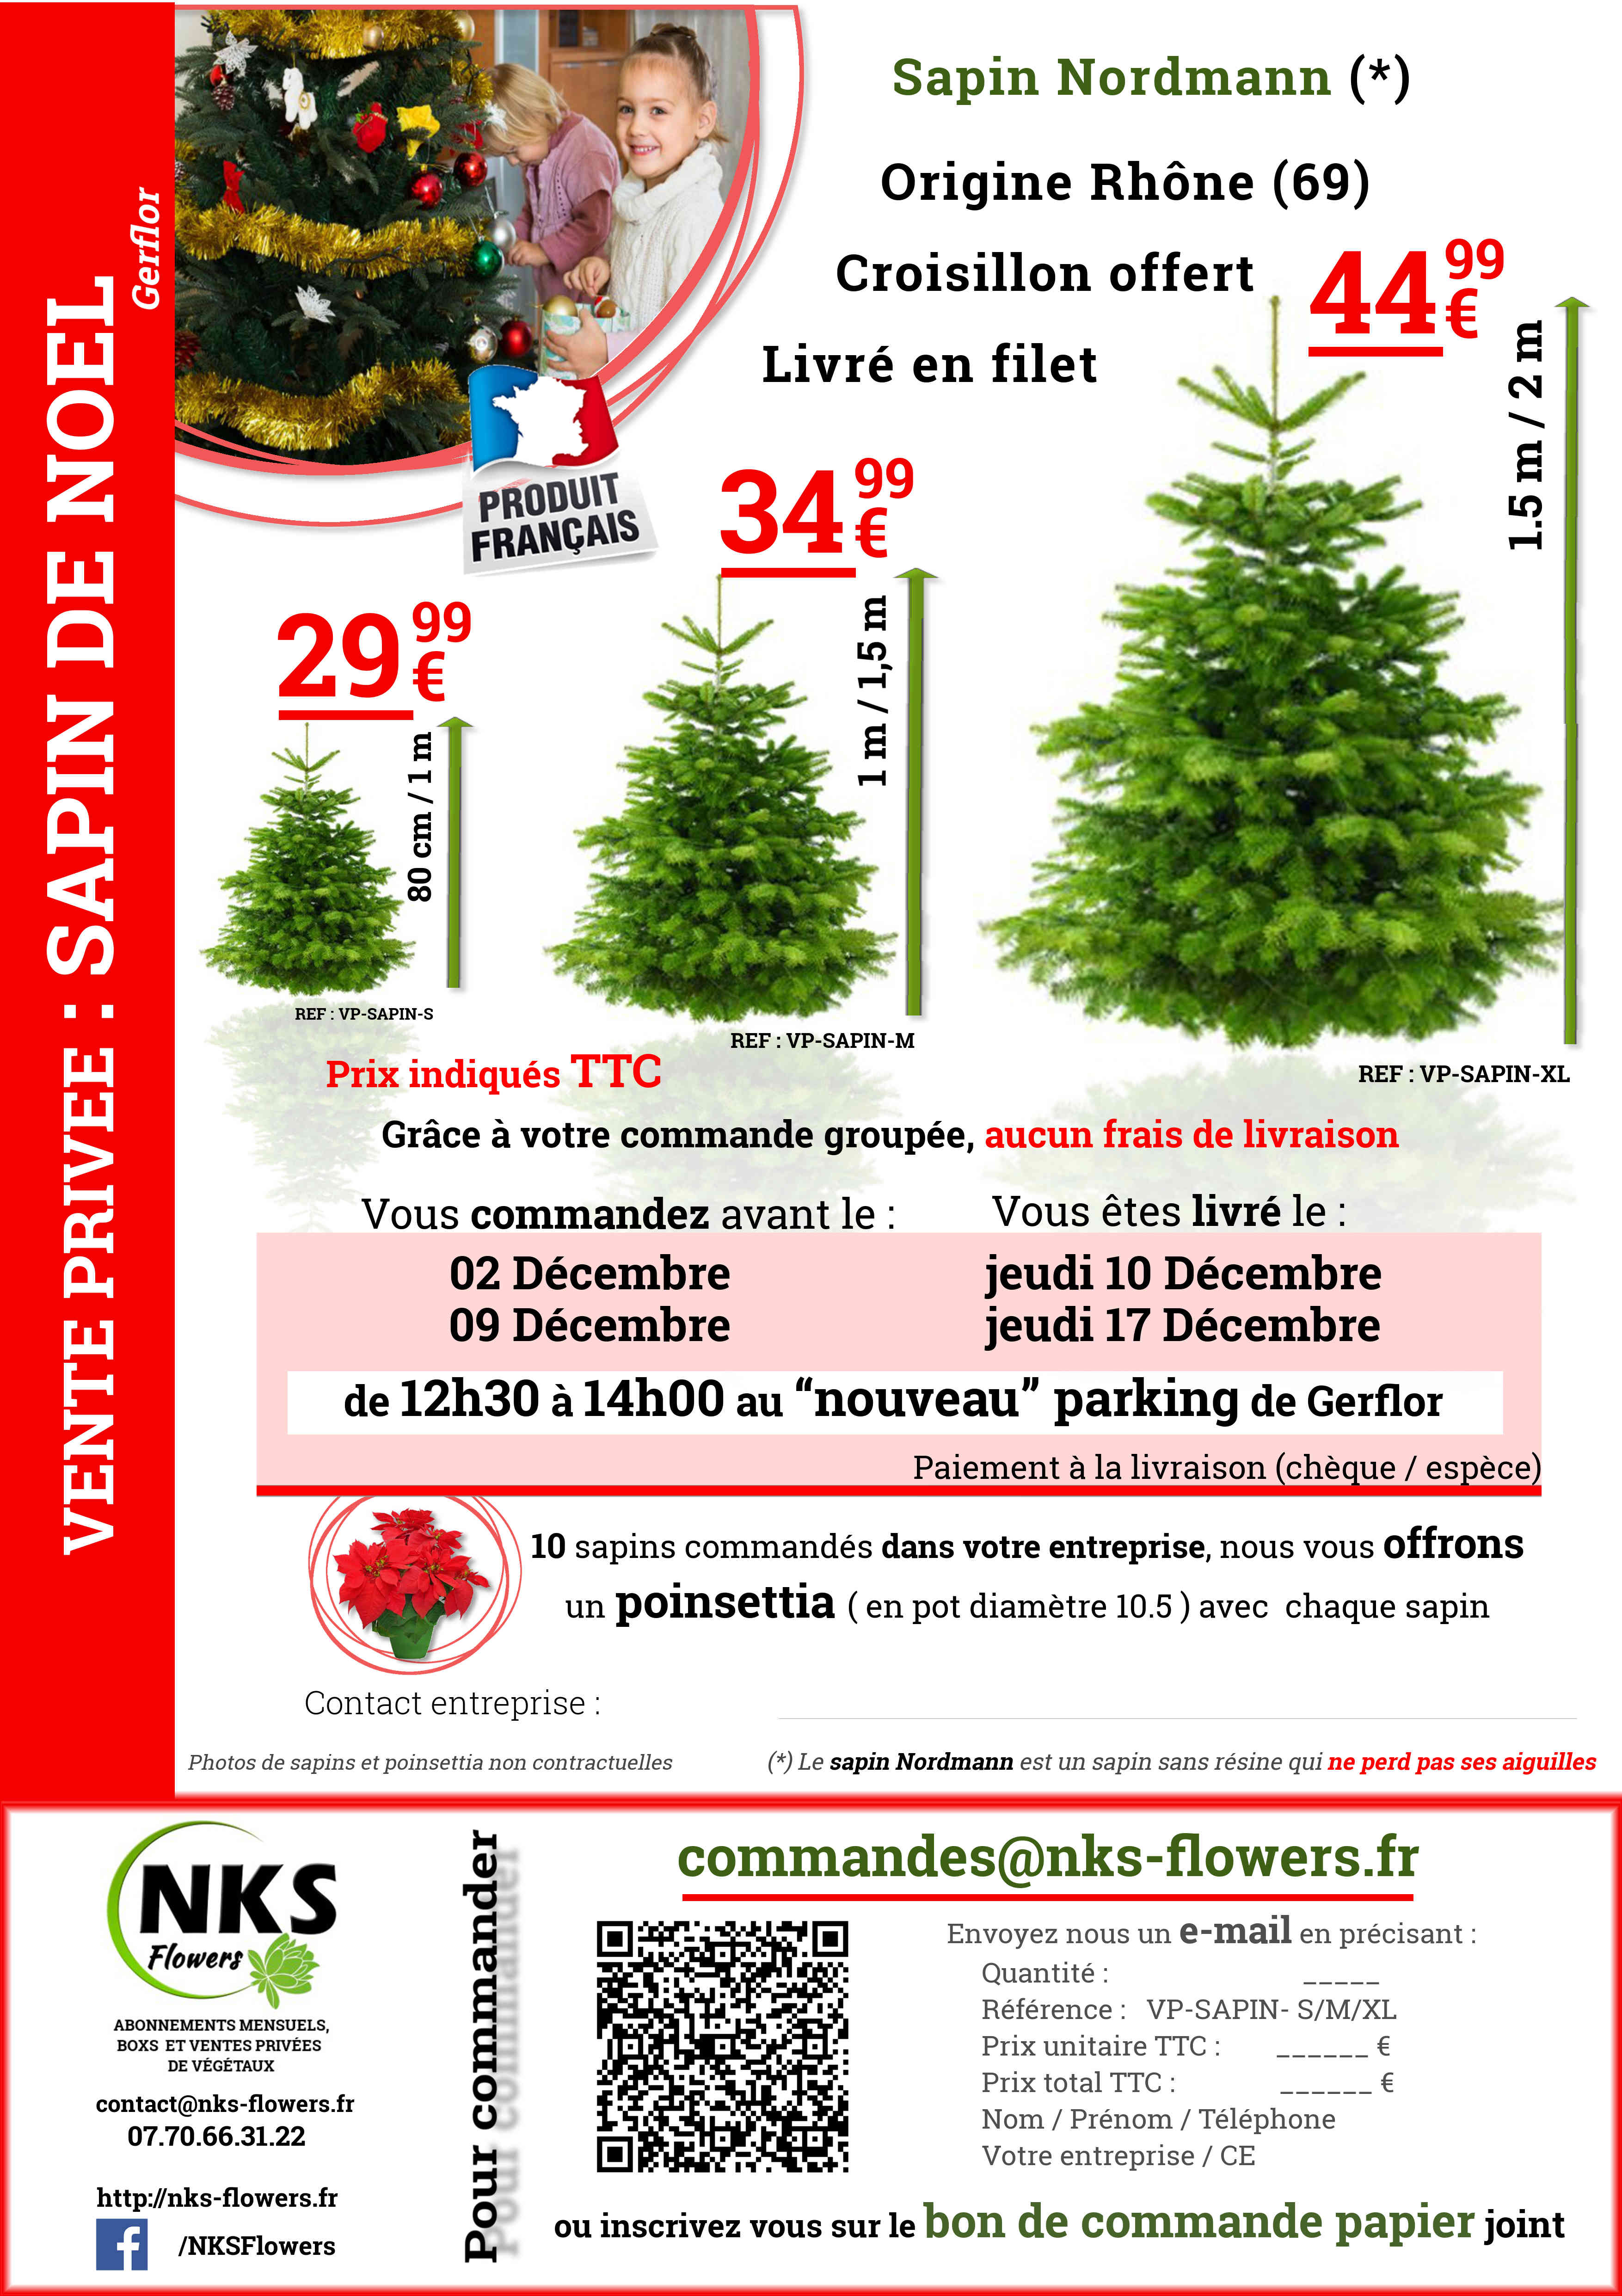 VENTE PRIVEE : SAPIN DE NOEL
Gerflor
Sapin Nordmann (*)
Origine Rhône (69)
Croisillon offert
Livré en filet
PRODUIT
FRANÇAIS
29 99 €
80 cm / 1 m
REF : VP-SAPIN-S
34 99 €
1 m / 1,5 m
REF : VP-SAPIN-M
44 99 €
1.5 m / 2 m
REF : VP-SAPIN-XL
Prix indiqués TTC
Grâce à votre commande groupée, aucun frais de livraison
Vous commandez avant le : Vous êtes livré le :
02 Décembre jeudi 10 Décembre
09 Décembre jeudi 17 Décembre
de 12h30 à 14h00 au “nouveau” parking de Gerflor
Paiement à la livraison (chèque / espèce)
10 sapins commandés dans votre entreprise, nous vous offrons
un poinsettia ( en pot diamètre 10.5 ) avec chaque sapin
Contact entreprise :
Photos de sapins et poinsettia non contractuelles
(*) Le sapin Nordmann est un sapin sans résine qui ne perd pas ses aiguilles
NKS
Flowers
ABONNEMENTS MENSUELS,
BOXS ET VENTES PRIVÉES
DE VÉGÉTAUX
contact@nks-flowers.fr
07.70.66.31.22
http://nks-flowers.fr
/NKSFlowers
Pour commander
commandes@nks-flowers.fr
Envoyez nous un e-mail en précisant :
Quantité : _____
Référence : VP-SAPIN- S/M/XL
Prix unitaire TTC : ______ €
Prix total TTC : ______ €
Nom / Prénom / Téléphone
Votre entreprise / CE
ou inscrivez vous sur le bon de commande papier joint